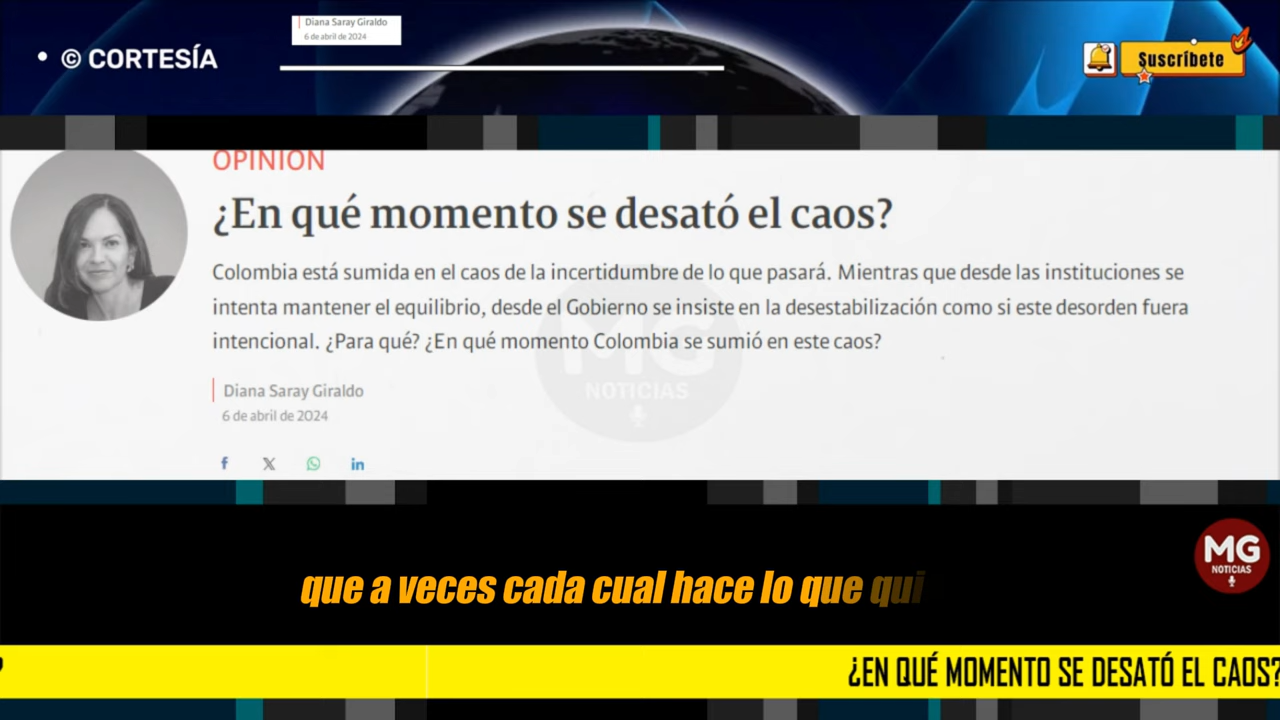 Diana Saray Giraldo
6 de abril de 2024
• © CORTESÍA
Suscríbete
OPINIÓN
¿En qué momento se desató el caos?
Colombia está sumida en el caos de la incertidumbre de lo que pasará. Mientras que desde las instituciones se
intenta mantener el equilibrio, desde el Gobierno se insiste en la desestabilización como si este desorden fuera
intencional. ¿Para qué? ¿En qué momento Colombia se sumió en este caos?
MG
NOTICIAS
Diana Saray Giraldo
6 de abril de 2024
MG
NOTICIAS
que a veces cada cual hace lo que qui
? ¿EN QUÉ MOMENTO SE DESATÓ EL CAOS?